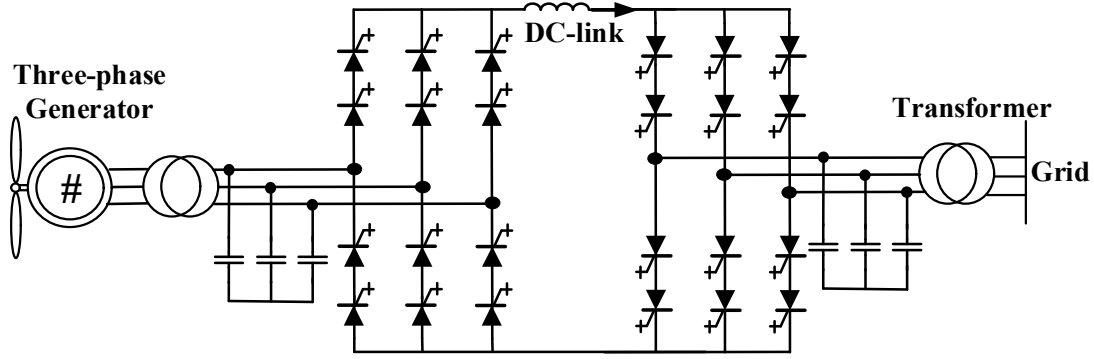 DC-link
Three-phase
Generator
#
Transformer
Grid